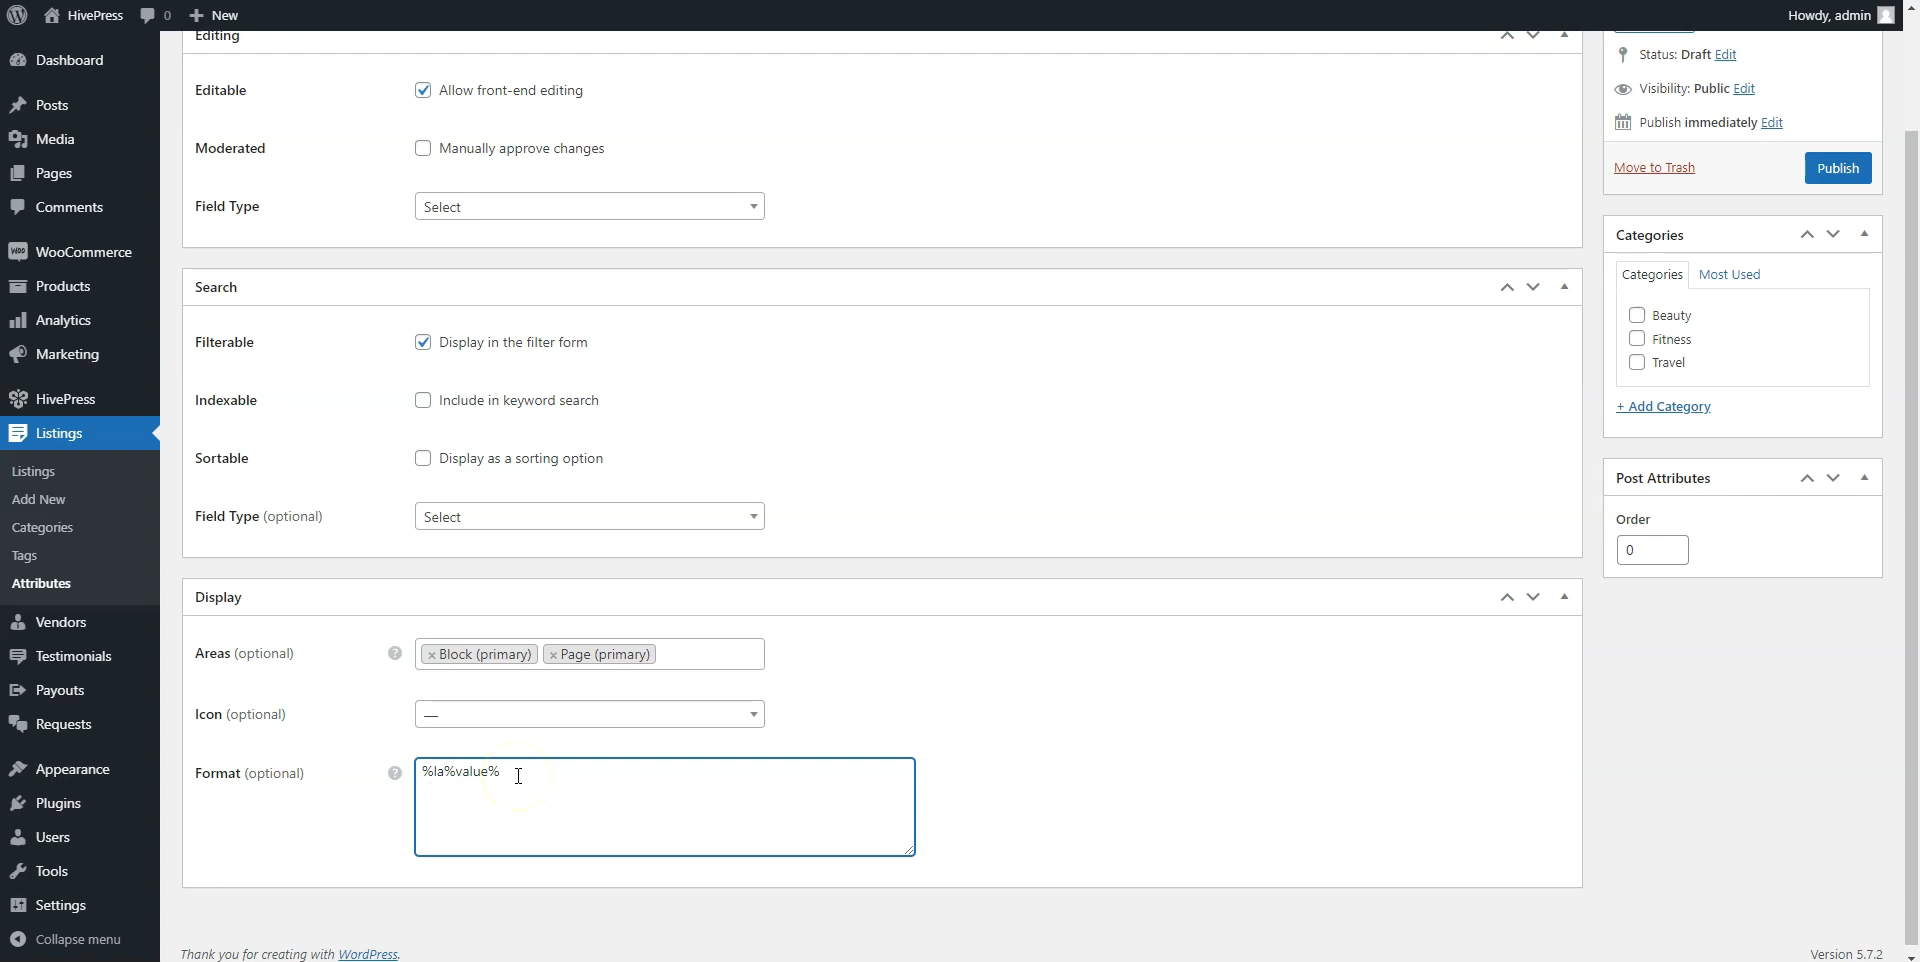 HivePress
0
New
Howdy, admin
Dashboard
Posts
Media
Pages
Comments
WooCommerce
Products
Analytics
Marketing
HivePress
Listings
Listings
Add New
Categories
Tags
Attributes
Vendors
Testimonials
Payouts
Requests
Appearance
Plugins
Users
Tools
Settings
Collapse menu
Editing
Editable
Allow front-end editing
Moderated
Manually approve changes
Field Type
Select
Search
Filterable
Display in the filter form
Indexable
Include in keyword search
Sortable
Display as a sorting option
Field Type (optional)
Select
Display
Areas (optional)
?
× Block (primary) × Page (primary)
Icon (optional)
—
Format (optional)
?
%la%value%
Status: Draft Edit
Visibility: Public Edit
Publish immediately Edit
Move to Trash
Publish
Categories
Categories Most Used
Beauty
Fitness
Travel
+ Add Category
Post Attributes
Order
0
Thank you for creating with WordPress.
Version 5.7.2